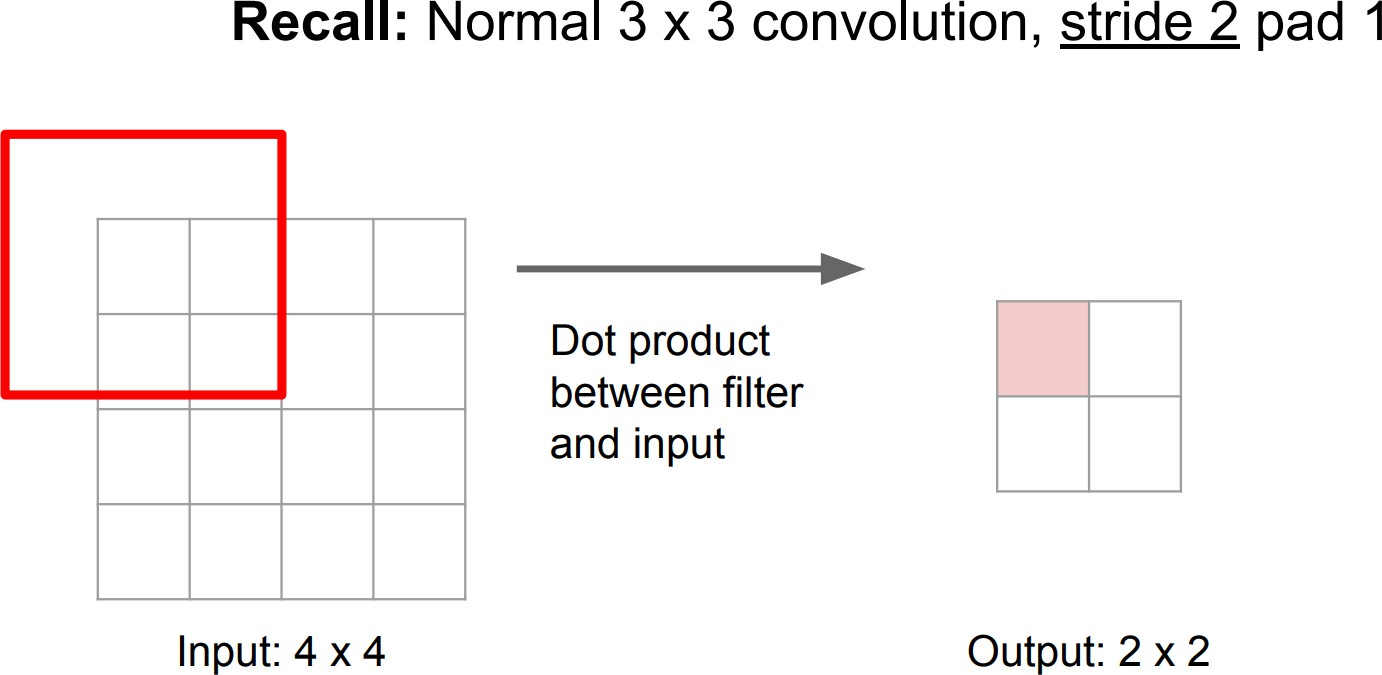 Recall: Normal 3 x 3 convolution, stride 2 pad 1
Dot product
between filter
and input
Input: 4 x 4
Output: 2 x 2